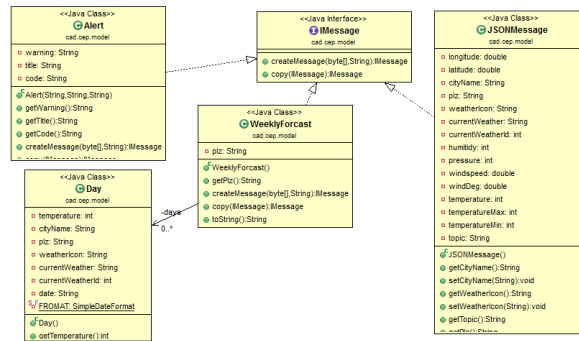 <<Java Class>>
Alert
cad.cep.model
warning: String
title: String
code: String
Alert(String,String,String)
getWarning():String
getTitle():String
getCode():String
createMessage(byte[],String):IMessage
copy(IMessage):IMessage
<<Java Interface>>
IMessage
cad.cep.model
createMessage(byte[],String):IMessage
copy(IMessage):IMessage
<<Java Class>>
JSONMessage
cad.cep.model
longitude: double
latitude: double
cityName: String
plz: String
weatherIcon: String
currentWeather: String
currentWeatherId: int
humitidy: int
pressure: int
windspeed: double
windDeg: double
temperature: int
temperatureMax: int
temperatureMin: int
topic: String
JSONMessage()
getCityName():String
setCityName(String):void
getWeatherIcon():String
setWeatherIcon(String):void
getTopic():String
getPlz():String
<<Java Class>>
WeeklyForcast
cad.cep.model
plz: String
WeeklyForcast()
getPlz():String
createMessage(byte[],String):IMessage
copy(IMessage):IMessage
toString():String
-days
0..*
<<Java Class>>
Day
cad.cep.model
temperature: int
cityName: String
plz: String
weatherIcon: String
currentWeather: String
currentWeatherId: int
date: String
FROMAT: SimpleDateFormat
Day()
getTemperature():int